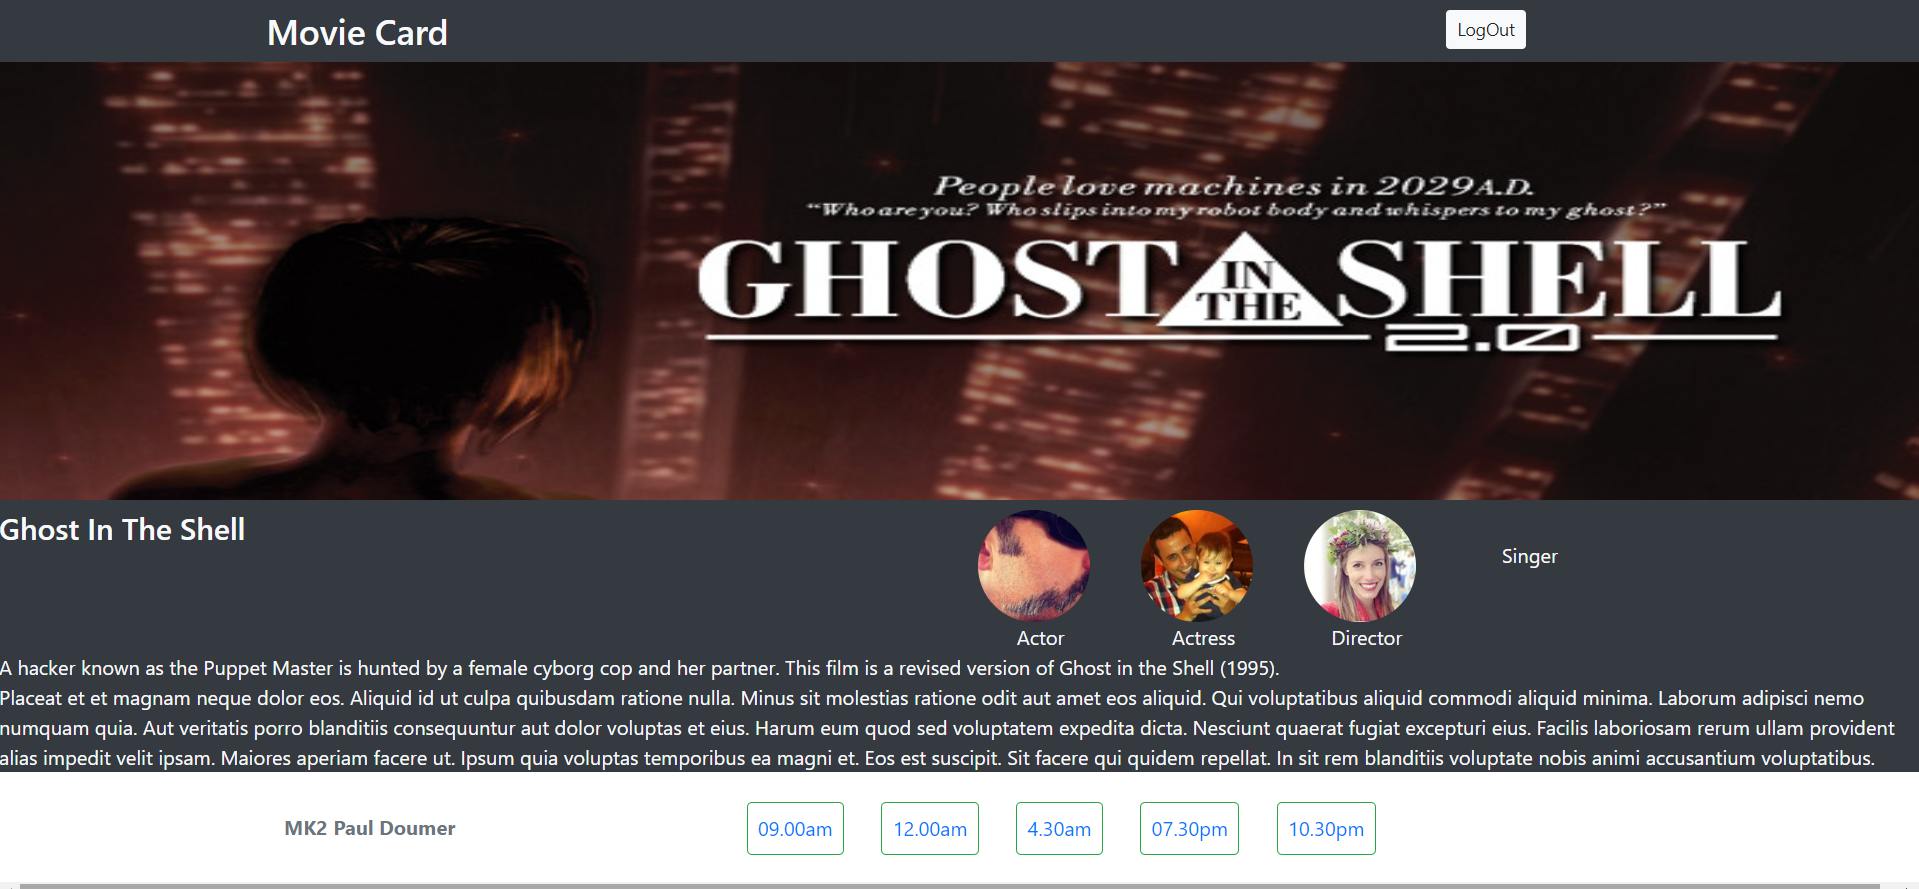 Movie Card
LogOut
People love machines in 2029 A.D.
“Who are you? Who slips into my robot body and whispers to my ghost?”
GHOST IN THE SHELL
2.0
Ghost In The Shell
Singer
Actor
Actress
Director
A hacker known as the Puppet Master is hunted by a female cyborg cop and her partner. This film is a revised version of Ghost in the Shell (1995).
Placeat et et magnam neque dolor eos. Aliquid id ut culpa quibusdam ratione nulla. Minus sit molestias ratione odit aut amet eos aliquid. Qui voluptatibus aliquid commodi aliquid minima. Laborum adipisci nemo
numquam quia. Aut veritatis porro blanditiis consequuntur aut dolor voluptas et eius. Harum eum quod sed voluptatem expedita dicta. Nesciunt quaerat fugiat excepturi eius. Facilis laboriosam rerum ullam provident
alias impedit velit ipsam. Maiores aperiam facere ut. Ipsum quia voluptas temporibus ea magni et. Eos est suscipit. Sit facere qui quidem repellat. In sit rem blanditiis voluptate nobis animi accusantium voluptatibus.
MK2 Paul Doumer
09.00am
12.00am
4.30am
07.30pm
10.30pm